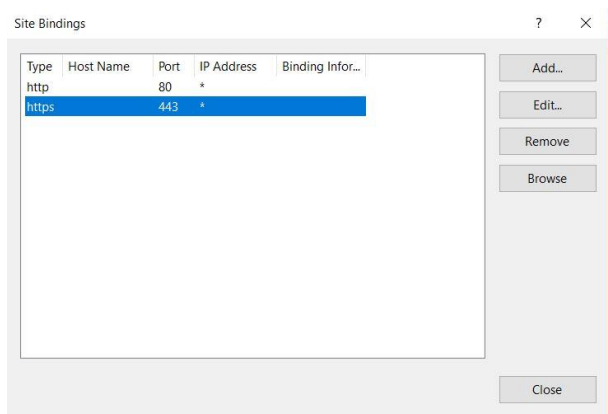 Site Bindings ? ×
Type Host Name Port IP Address Binding Infor...
http 80 *
https 443 *
Add...
Edit...
Remove
Browse
Close